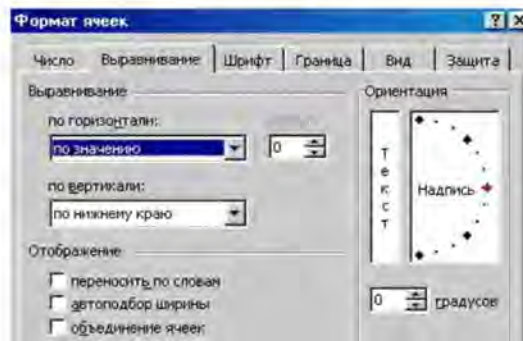 Формат ячеек
Число Выравнивание Шрифт Граница Вид Защита
Выравнивание
по горизонтали:
по значению 0
по вертикали:
по нижнему краю
Отображение
переносить по словам
автоподбор ширины
объединение ячеек
Ориентация
Текст
Надпись
0 градусов